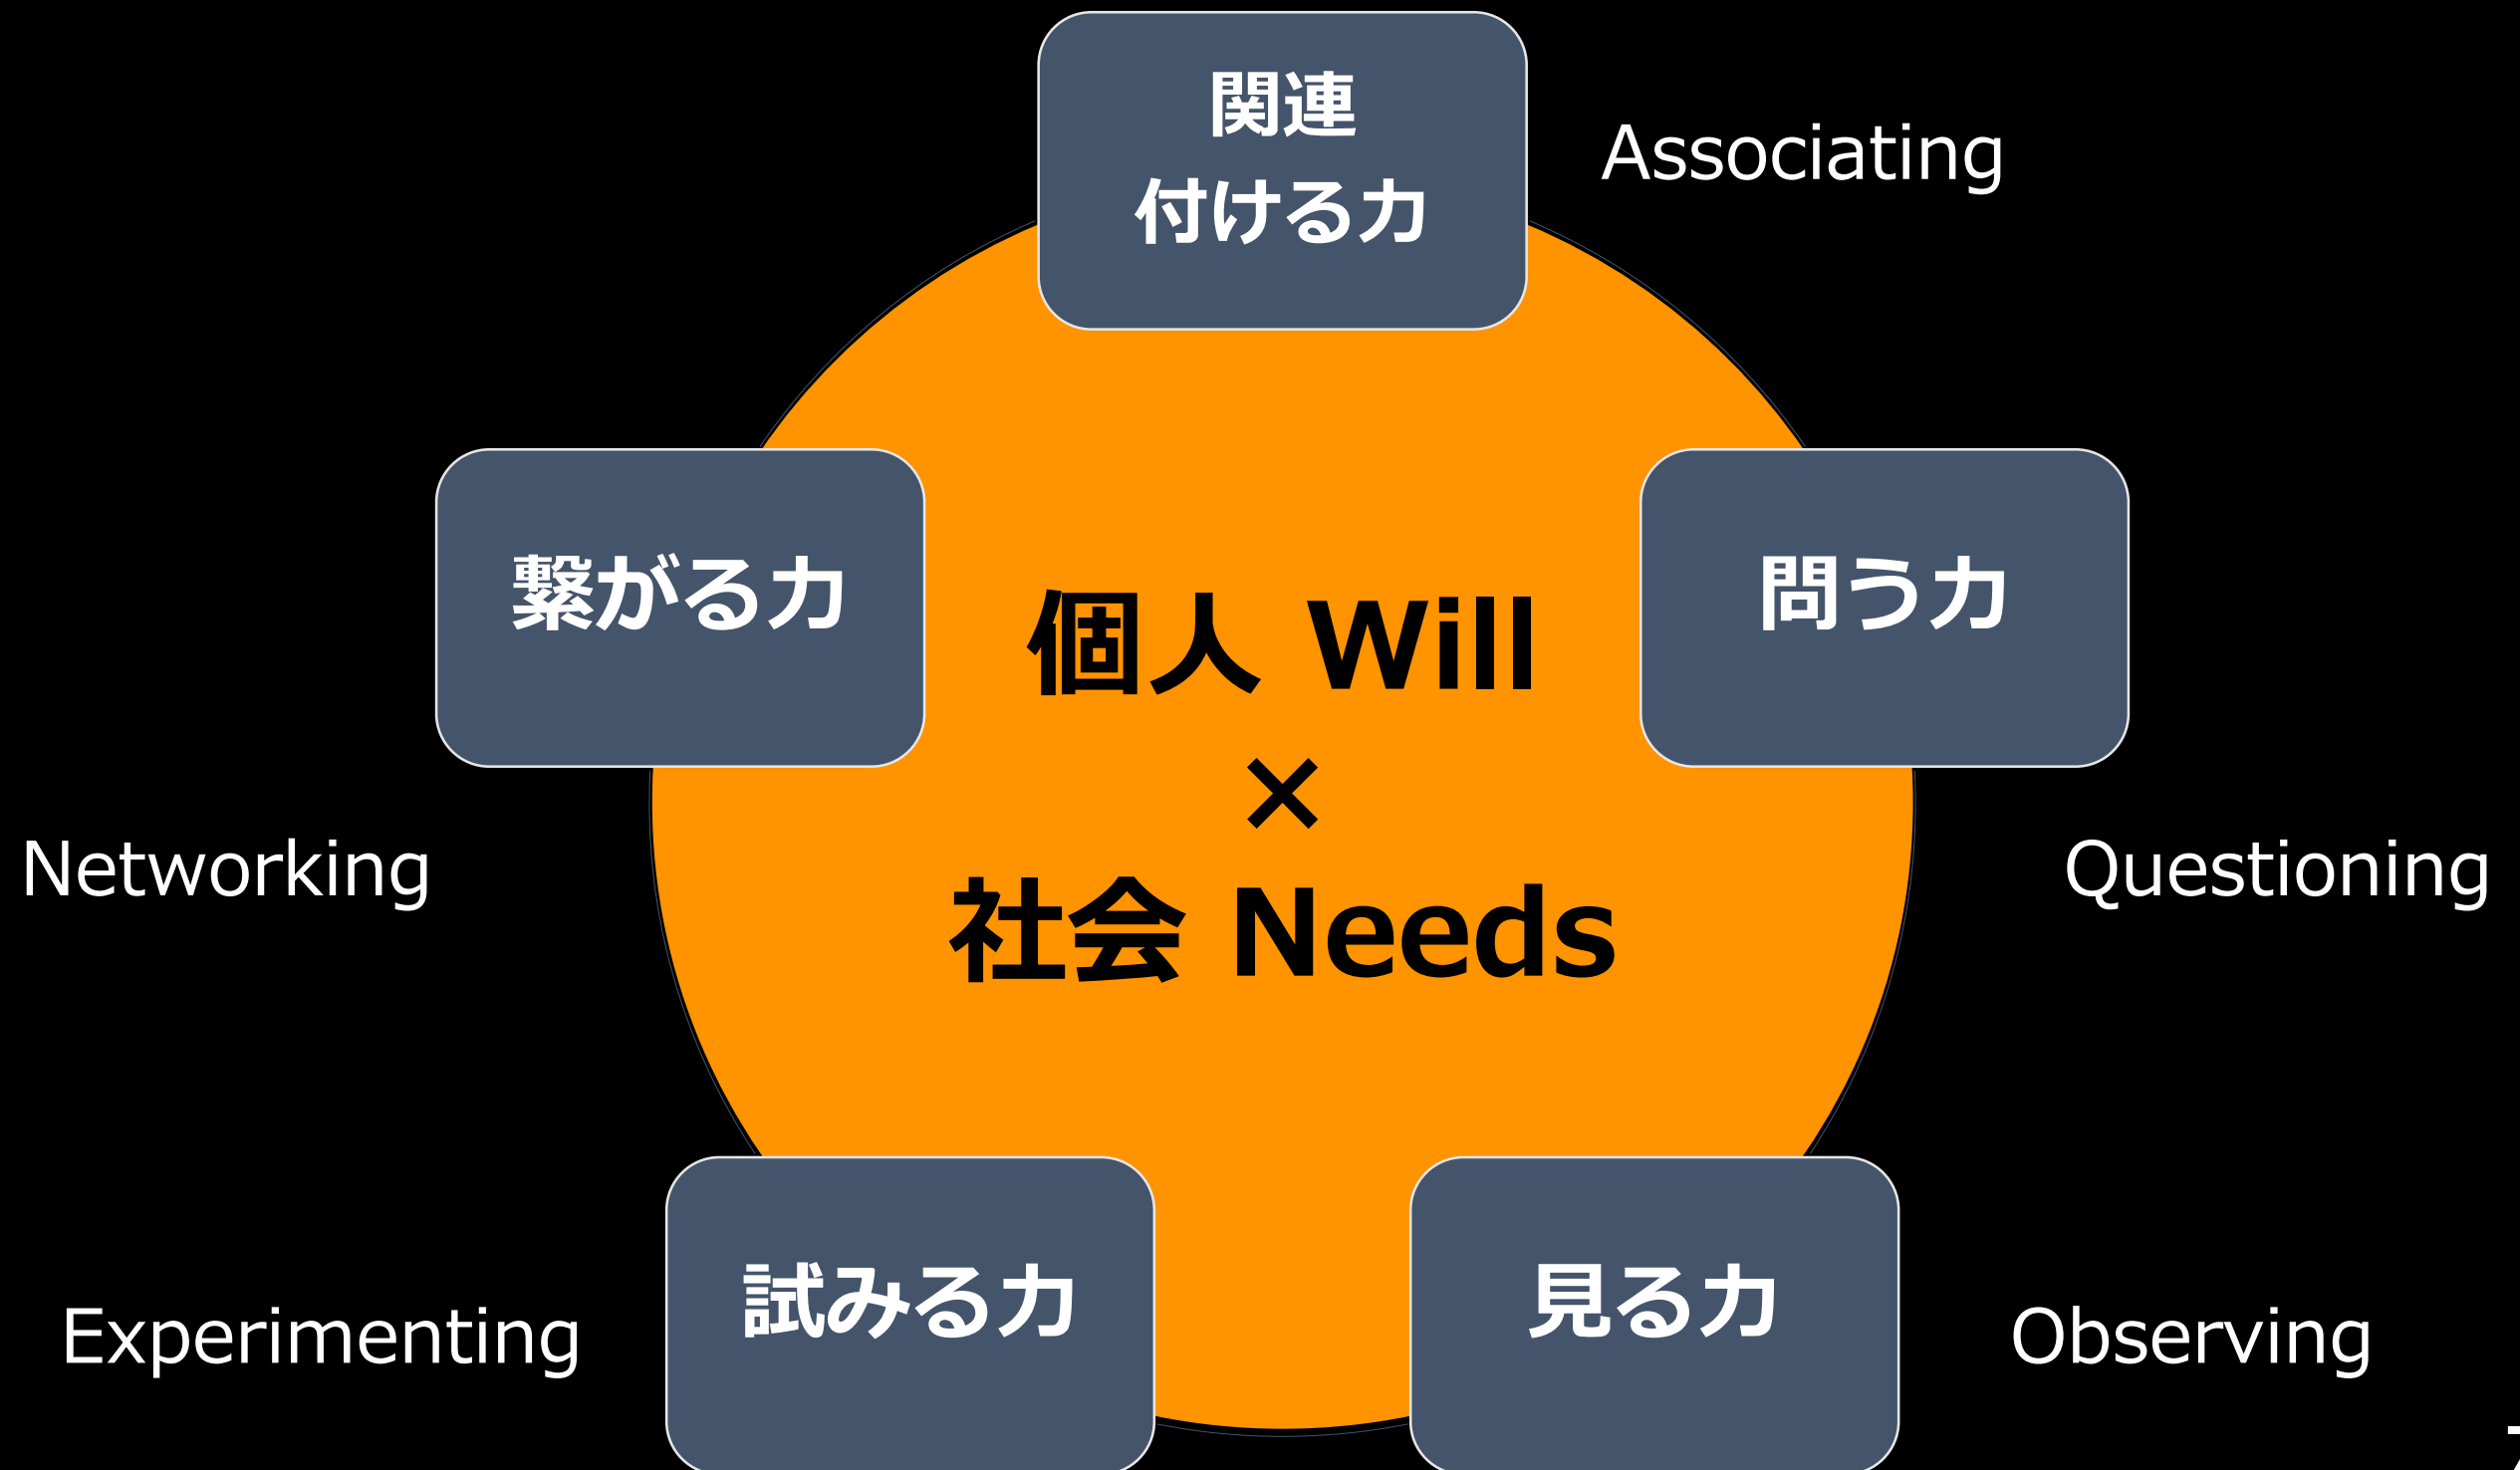 関連
付ける力
Associating
繋がる力
問う力
個人 Will
×
社会 Needs
Networking
Questioning
試みる力
見る力
Experimenting
Observing